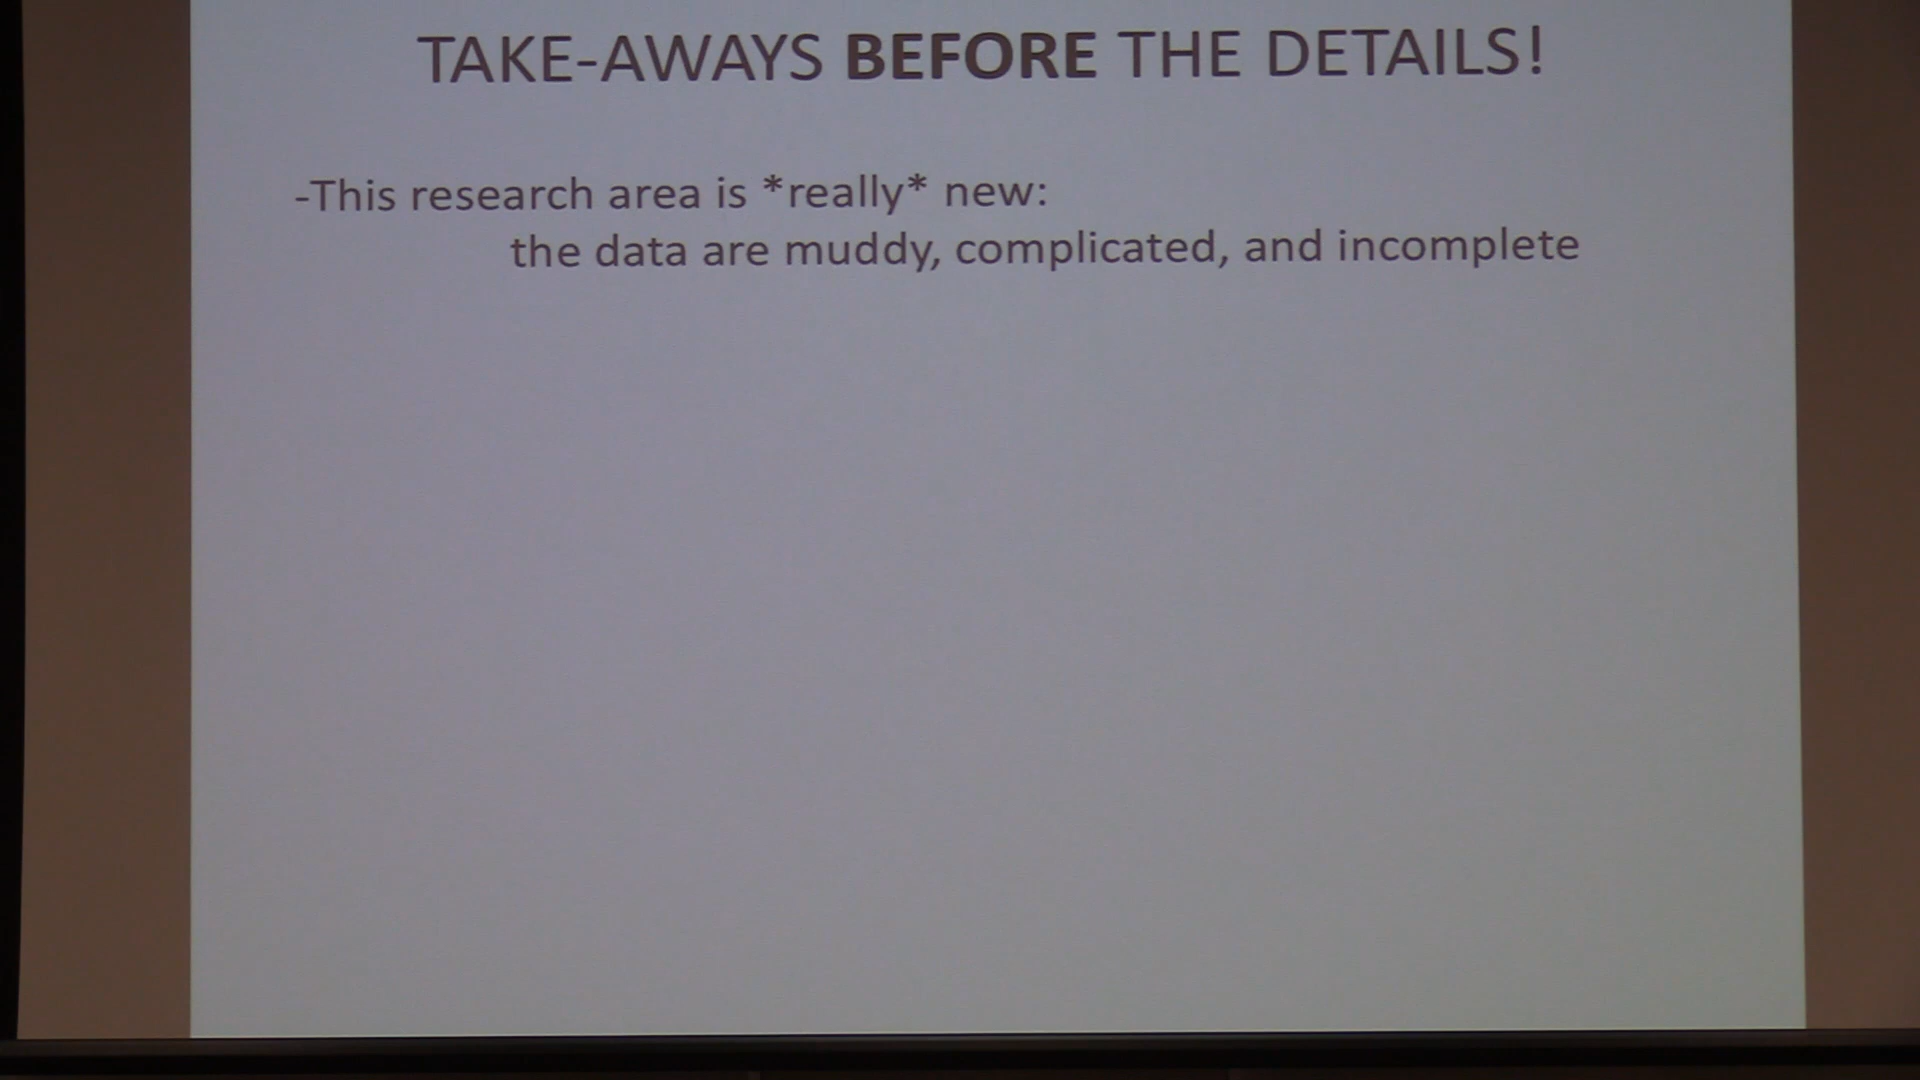 TAKE-AWAYS BEFORE THE DETAILS!
-This research area is *really* new:
the data are muddy, complicated, and incomplete